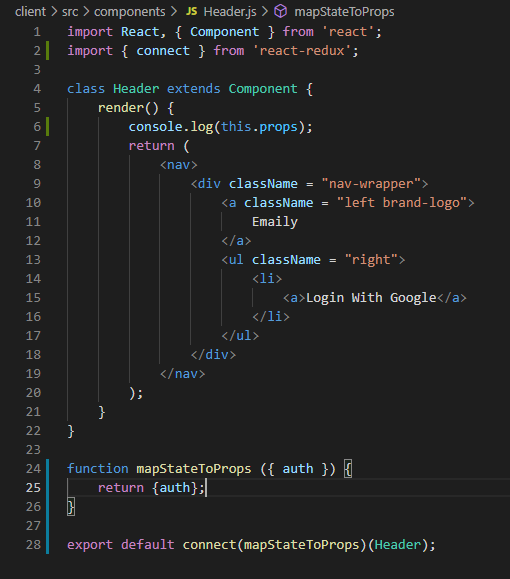 client > src > components > JS Header.js > mapStateToProps
1 import React, { Component } from 'react';
2 import { connect } from 'react-redux';
3
4 class Header extends Component {
5 render() {
6 console.log(this.props);
7 return (
8 <nav>
9 <div className = "nav-wrapper">
10 <a className = "left brand-logo">
11 Emaily
12 </a>
13 <ul className = "right">
14 <li>
15 <a>Login With Google</a>
16 </li>
17 </ul>
18 </div>
19 </nav>
20 );
21 }
22 }
23
24 function mapStateToProps ({ auth }) {
25 return {auth};
26 }
27
28 export default connect(mapStateToProps)(Header);